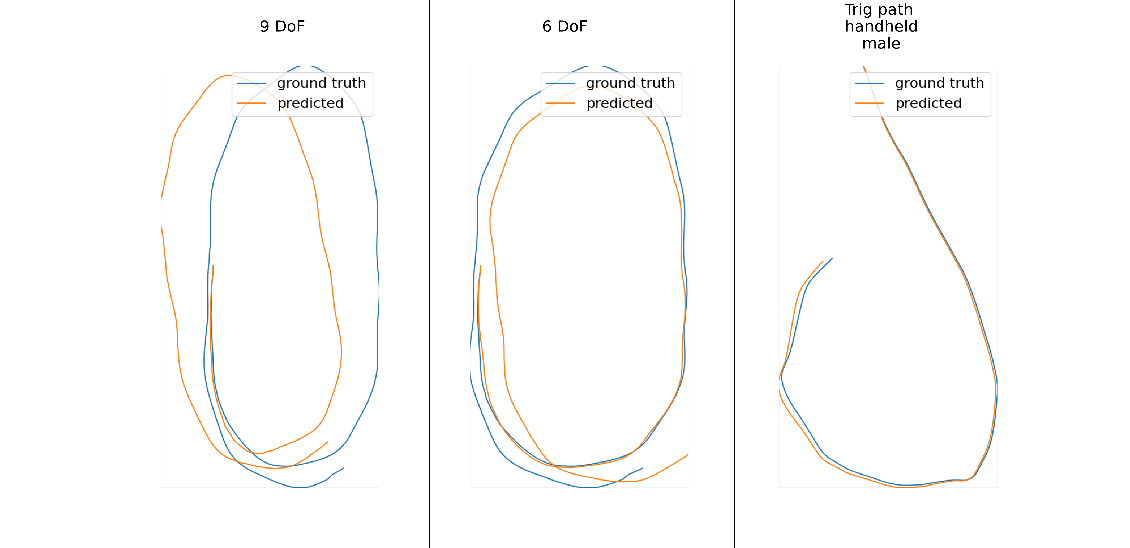 9 DoF
ground truth
predicted
6 DoF
ground truth
predicted
Trig path
handheld
male
ground truth
predicted